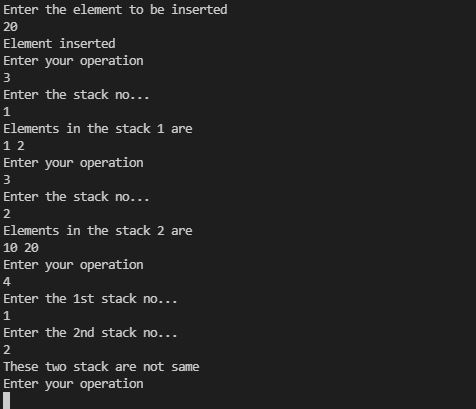 Enter the element to be inserted
20
Element inserted
Enter your operation
3
Enter the stack no...
1
Elements in the stack 1 are
1 2
Enter your operation
3
Enter the stack no...
2
Elements in the stack 2 are
10 20
Enter your operation
4
Enter the 1st stack no...
1
Enter the 2nd stack no...
2
These two stack are not same
Enter your operation